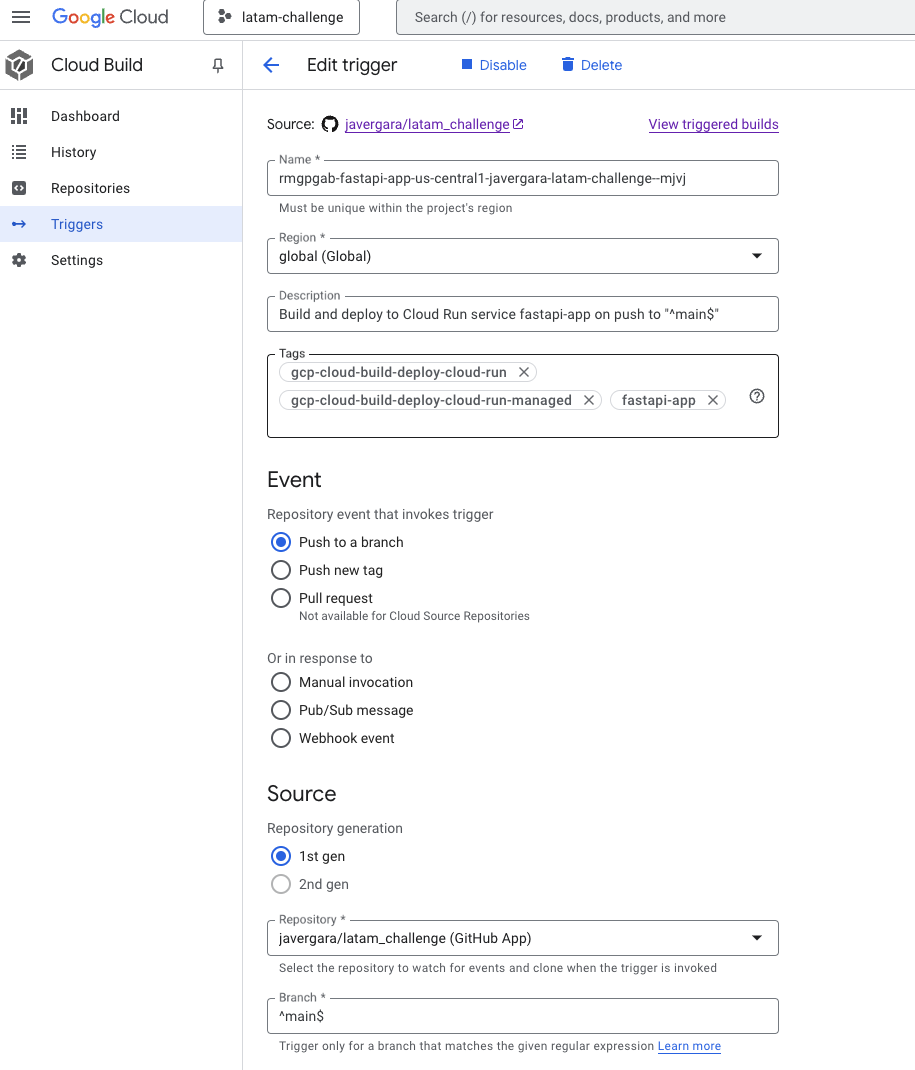 Google Cloud
latam-challenge
Search (/) for resources, docs, products, and more
Cloud Build
Edit trigger
Disable
Delete
Dashboard
History
Repositories
Triggers
Settings
Source: javergara/latam_challenge
View triggered builds
Name *
rmgpgab-fastapi-app-us-central1-javergara-latam-challenge--mjvj
Must be unique within the project's region
Region *
global (Global)
Description
Build and deploy to Cloud Run service fastapi-app on push to "^main$"
Tags
gcp-cloud-build-deploy-cloud-run
gcp-cloud-build-deploy-cloud-run-managed fastapi-app
Event
Repository event that invokes trigger
Push to a branch
Push new tag
Pull request
Not available for Cloud Source Repositories
Or in response to
Manual invocation
Pub/Sub message
Webhook event
Source
Repository generation
1st gen
2nd gen
Repository *
javergara/latam_challenge (GitHub App)
Select the repository to watch for events and clone when the trigger is invoked
Branch *
^main$
Trigger only for a branch that matches the given regular expression Learn more